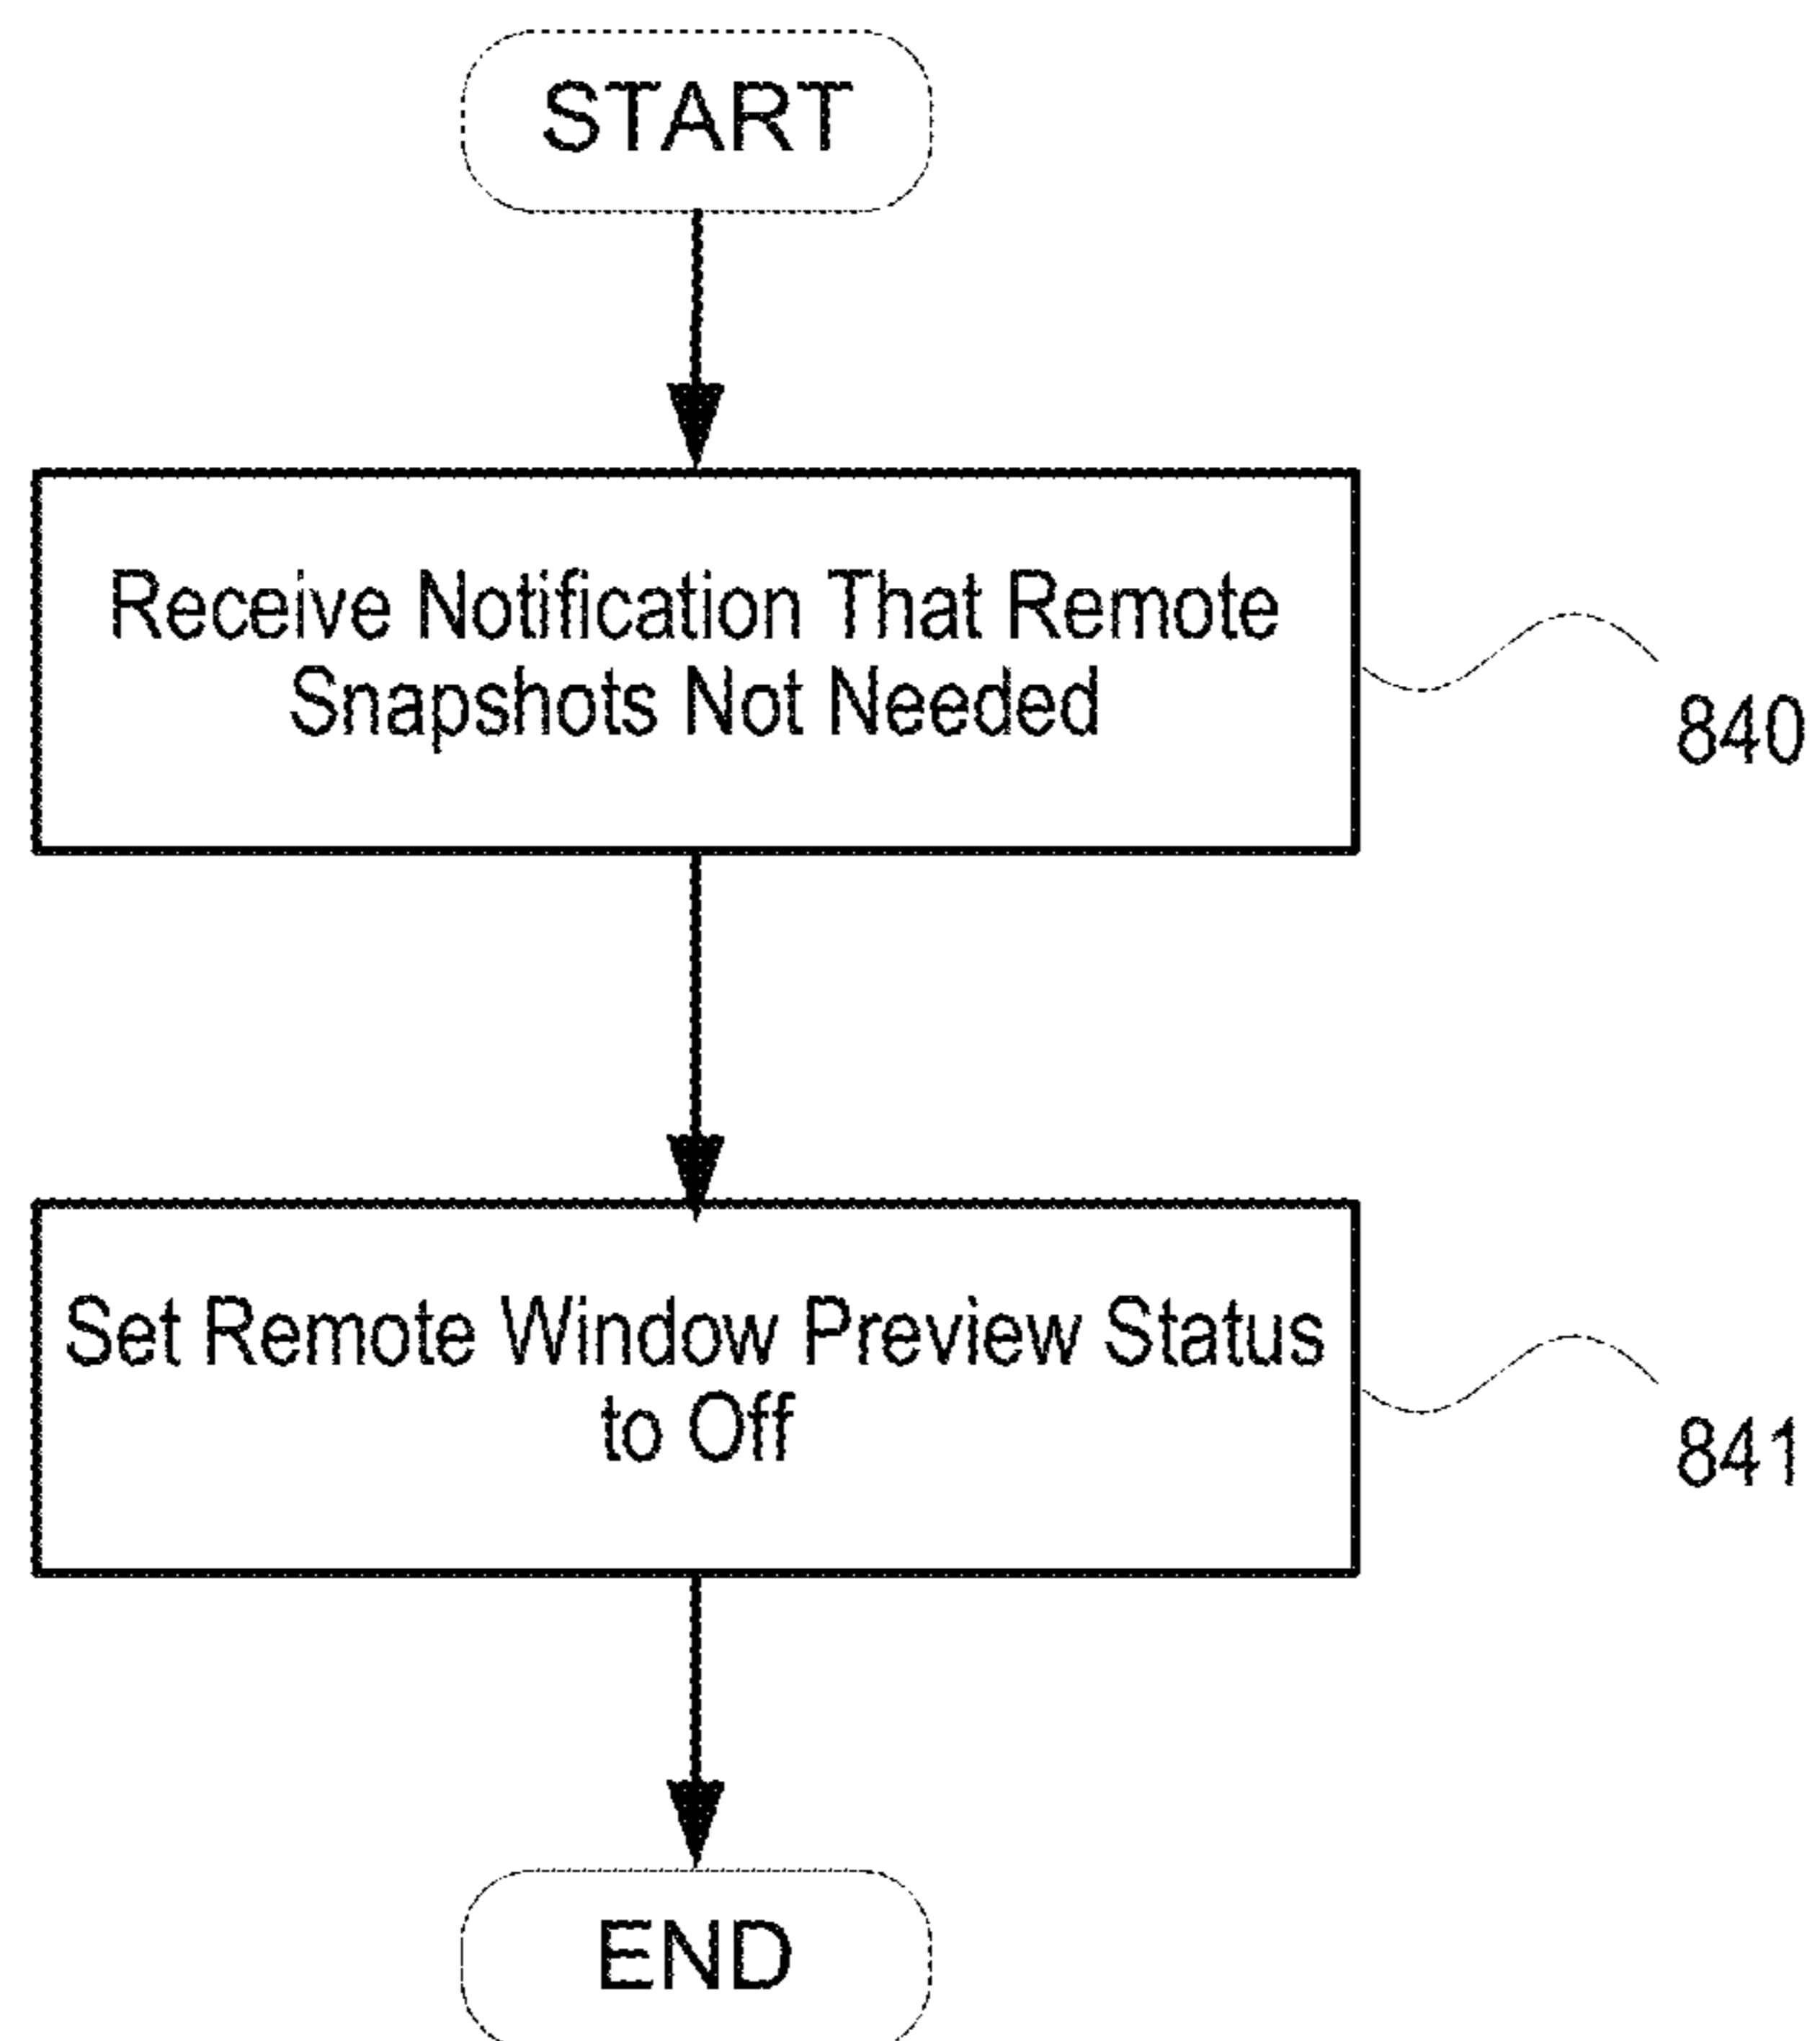 START
Receive Notification That Remote
Snapshots Not Needed
840
Set Remote Window Preview Status
to Off
841
END